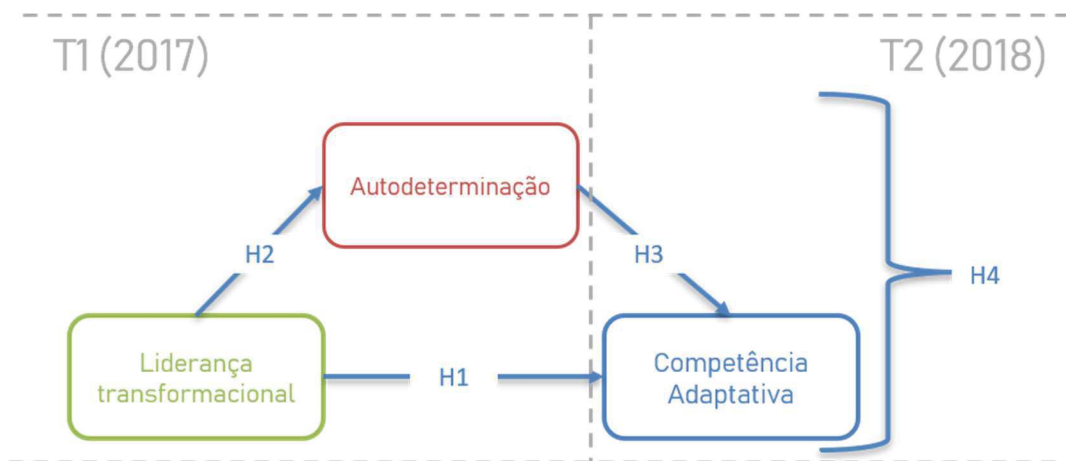 T1 (2017)
T2 (2018)
Autodeterminação
H2
H3
H4
Liderança
transformacional
H1
Competência
Adaptativa